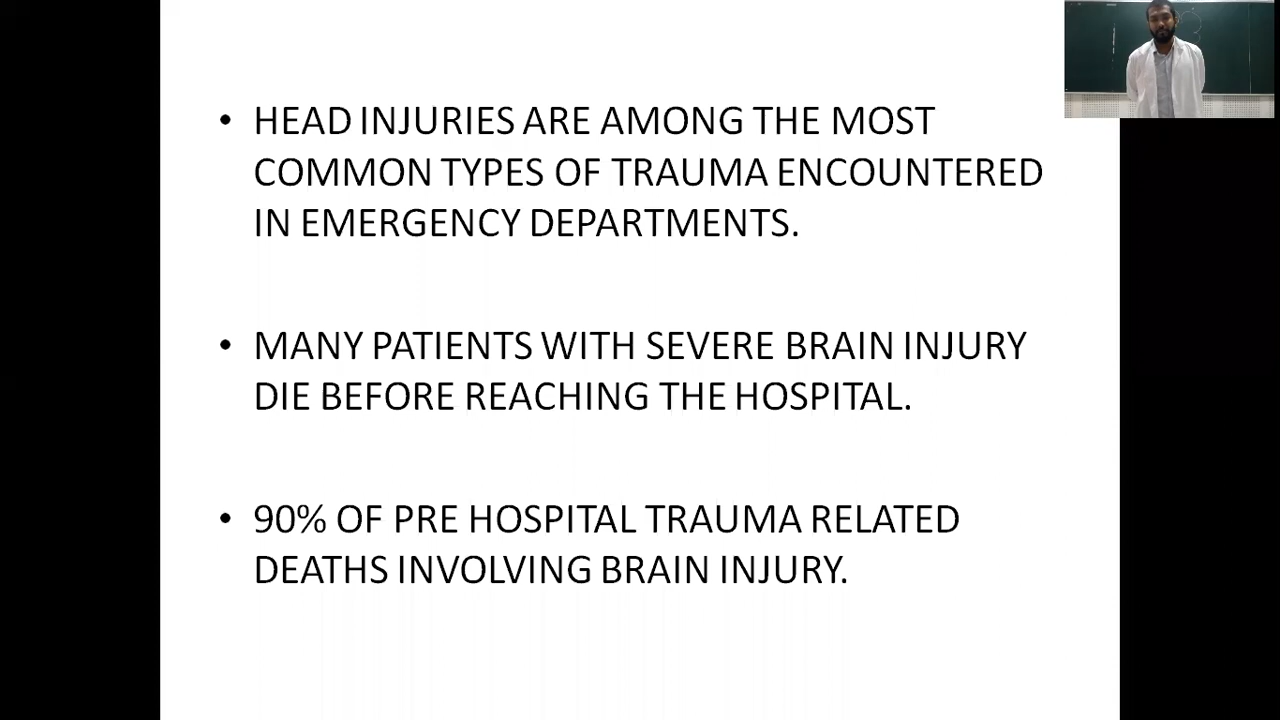 • HEAD INJURIES ARE AMONG THE MOST
COMMON TYPES OF TRAUMA ENCOUNTERED
IN EMERGENCY DEPARTMENTS.
• MANY PATIENTS WITH SEVERE BRAIN INJURY
DIE BEFORE REACHING THE HOSPITAL.
• 90% OF PRE HOSPITAL TRAUMA RELATED
DEATHS INVOLVING BRAIN INJURY.